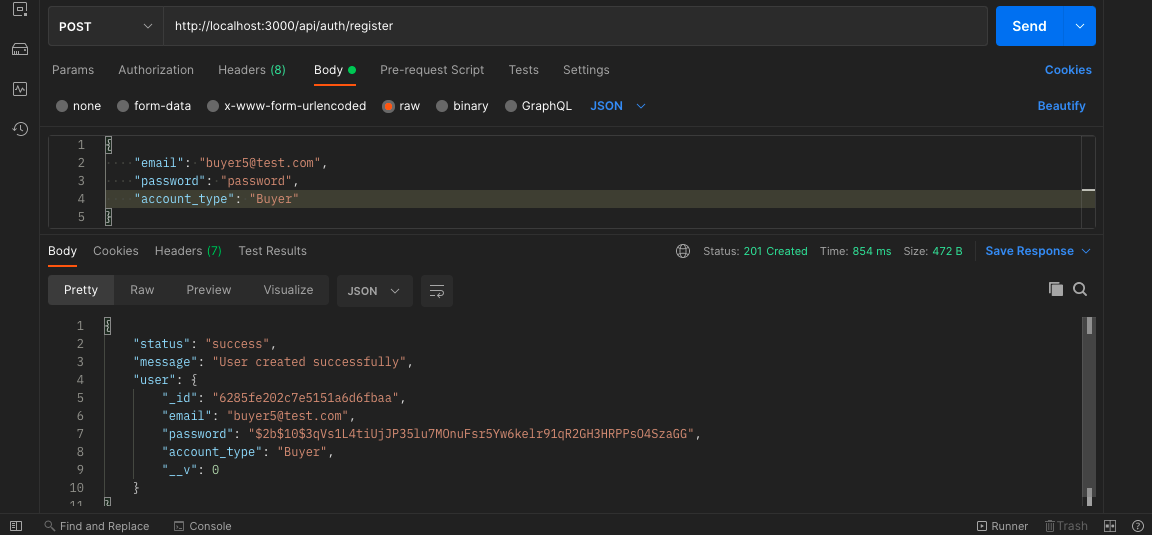 POST http://localhost:3000/api/auth/register Send
Params Authorization Headers (8) Body Pre-request Script Tests Settings Cookies
none form-data x-www-form-urlencoded raw binary GraphQL JSON Beautify
1 {
2 "email": "buyer5@test.com",
3 "password": "password",
4 "account_type": "Buyer"
5 }
Body Cookies Headers (7) Test Results Status: 201 Created Time: 854 ms Size: 472 B Save Response
Pretty Raw Preview Visualize JSON
1 {
2 "status": "success",
3 "message": "User created successfully",
4 "user": {
5 "_id": "6285fe202c7e5151a6d6fbaa",
6 "email": "buyer5@test.com",
7 "password": "$2b$10$3qVs1L4tiUjJP35lu7MOnuFsr5Yw6kelr91qR2GH3HRPPsO4SzaGG",
8 "account_type": "Buyer",
9 "__v": 0
10 }
11 }
Find and Replace Console Runner Trash